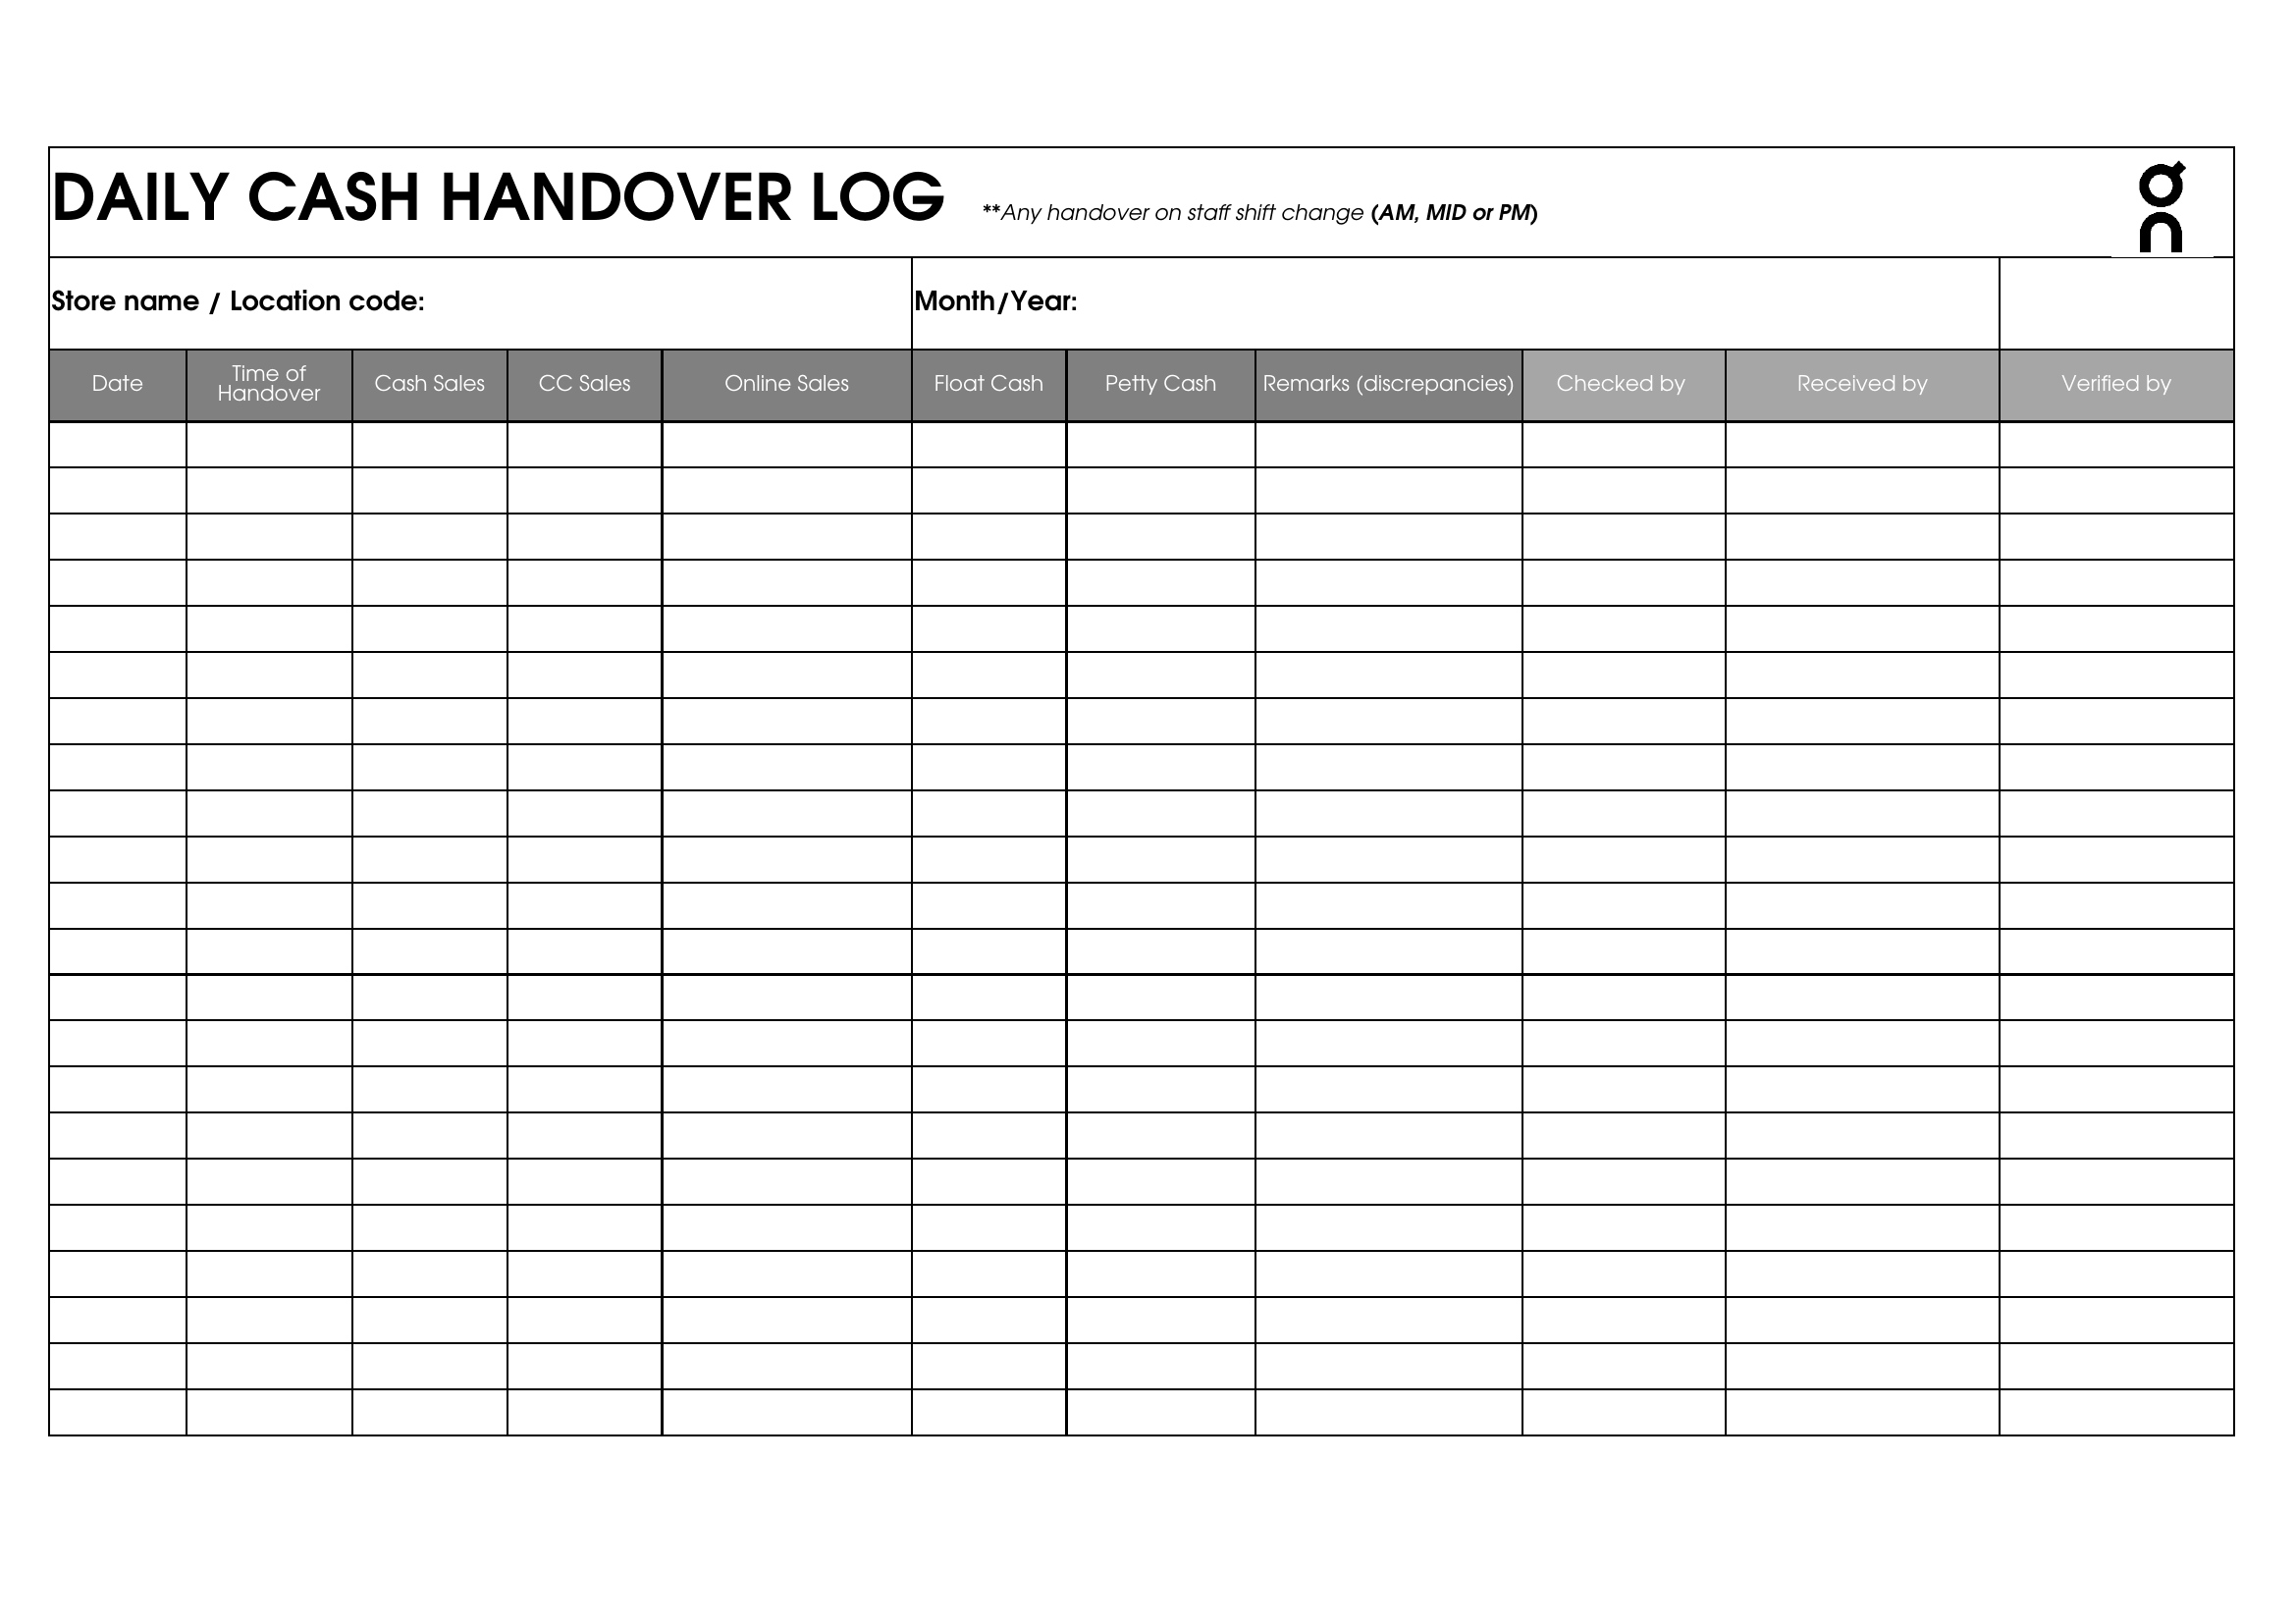 DAILY CASH HANDOVER LOG **Any handover on staff shift change (AM, MID or PM)
Store name / Location code: Month/Year:
Date Time of Handover Cash Sales CC Sales Online Sales Float Cash Petty Cash Remarks (discrepancies) Checked by Received by Verified by